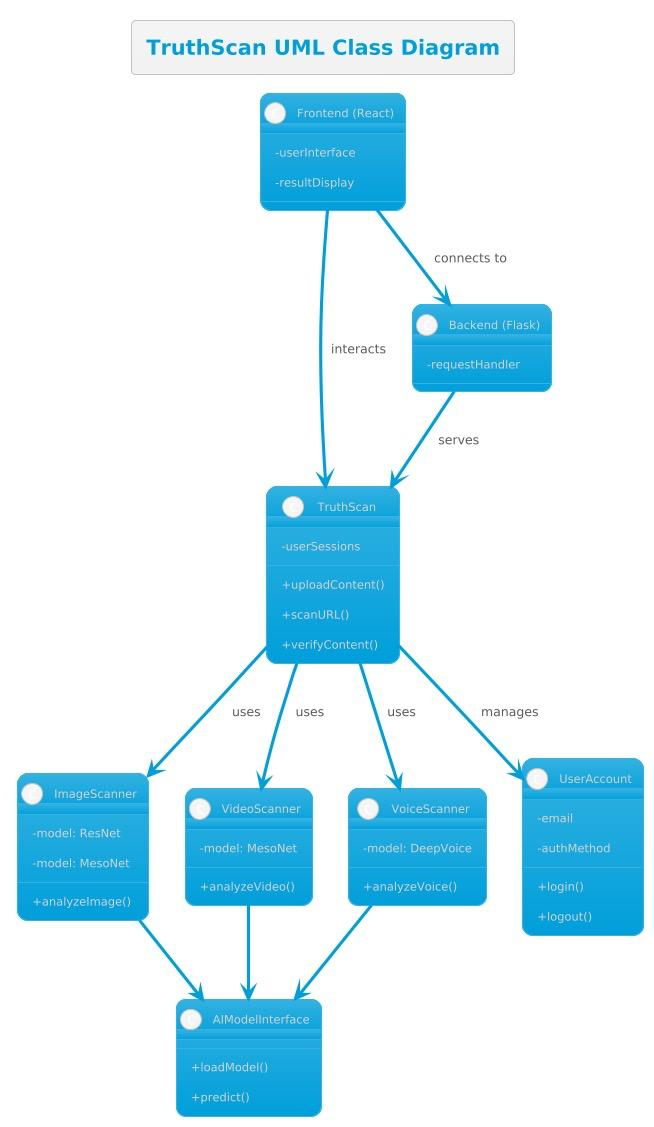 TruthScan UML Class Diagram
C Frontend (React)
-userInterface
-resultDisplay
connects to
C Backend (Flask)
-requestHandler
interacts
serves
C TruthScan
-userSessions
+uploadContent()
+scanURL()
+verifyContent()
uses
uses
uses
manages
C ImageScanner
-model: ResNet
-model: MesoNet
+analyzeImage()
C VideoScanner
-model: MesoNet
+analyzeVideo()
C VoiceScanner
-model: DeepVoice
+analyzeVoice()
C UserAccount
-email
-authMethod
+login()
+logout()
C AIModelInterface
+loadModel()
+predict()